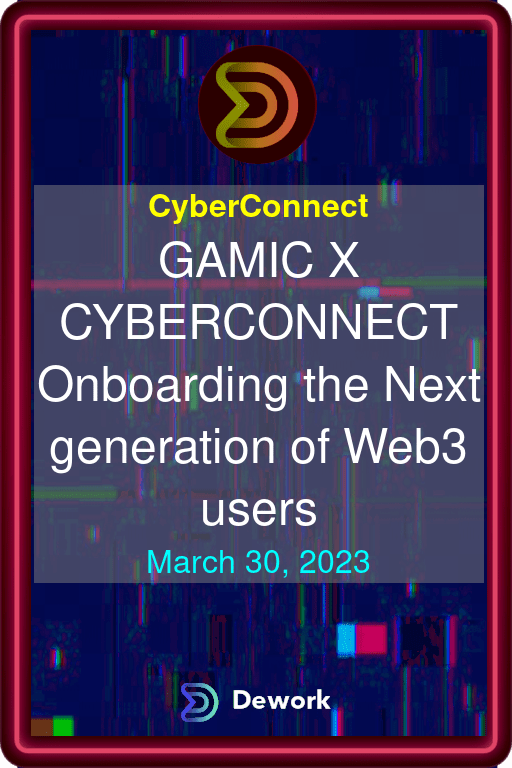 CyberConnect
GAMIC X
CYBERCONNECT
Onboarding the Next
generation of Web3
users
March 30, 2023
Dework